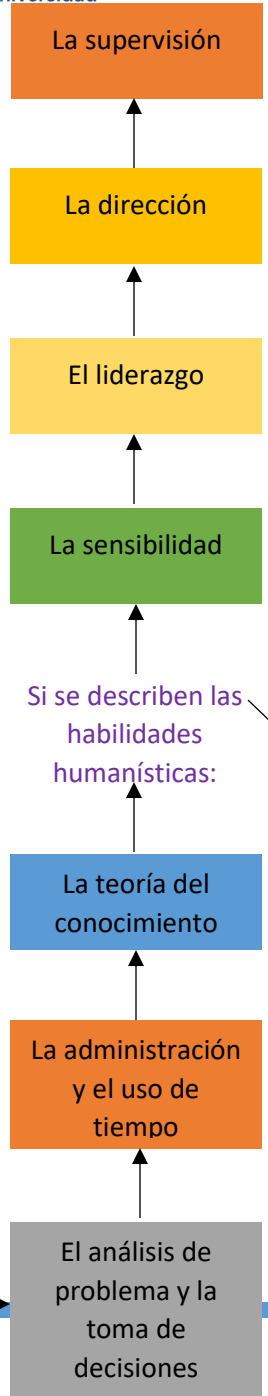 La supervisión
La dirección
El liderazgo
La sensibilidad
Si se describen las
habilidades
humanísticas:
La teoría del
conocimiento
La administración
y el uso de
tiempo
El análisis de
problema y la
toma de
decisiones